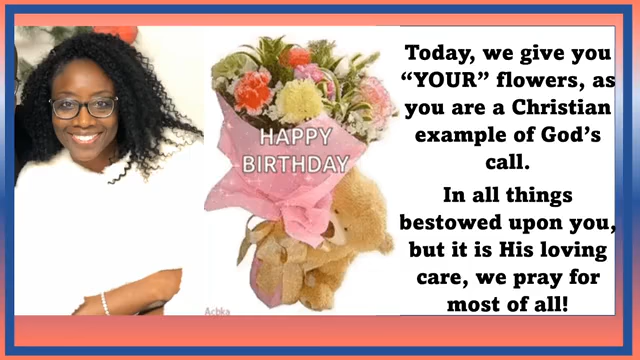 HAPPY
BIRTHDAY
Achka
Today, we give you
“YOUR” flowers, as
you are a Christian
example of God’s
call.
In all things
bestowed upon you,
but it is His loving
care, we pray for
most of all!